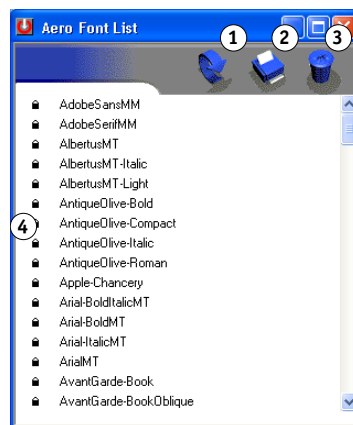 Aero Font List
1
2
3
AdobeSansMM
AdobeSerifMM
AlbertusMT
AlbertusMT-Italic
AlbertusMT-Light
AntiqueOlive-Bold
4
AntiqueOlive-Compact
AntiqueOlive-Italic
AntiqueOlive-Roman
Apple-Chancery
Arial-BoldItalicMT
Arial-BoldMT
Arial-ItalicMT
ArialMT
AvantGarde-Book
AvantGarde-BookOblique